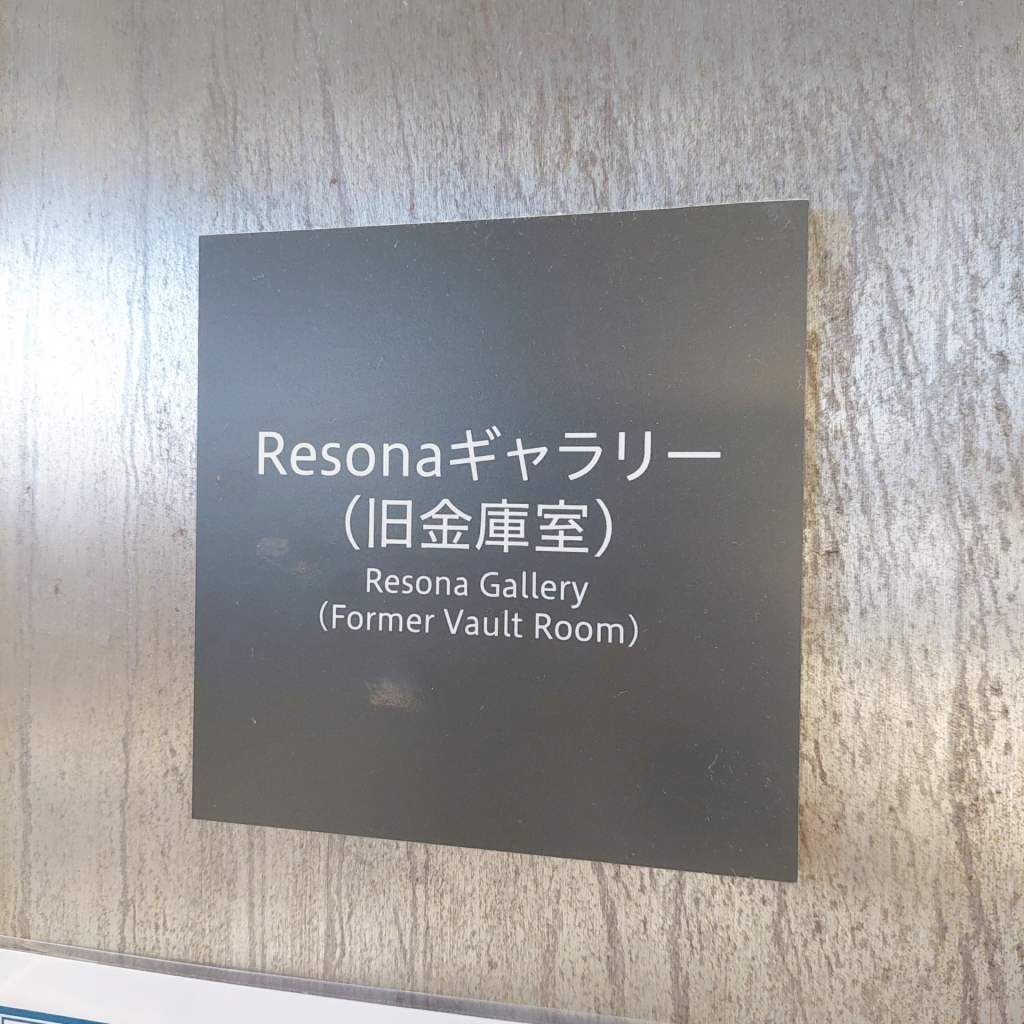 Resonaギャラリー
（旧金庫室）
Resona Gallery
(Former Vault Room)